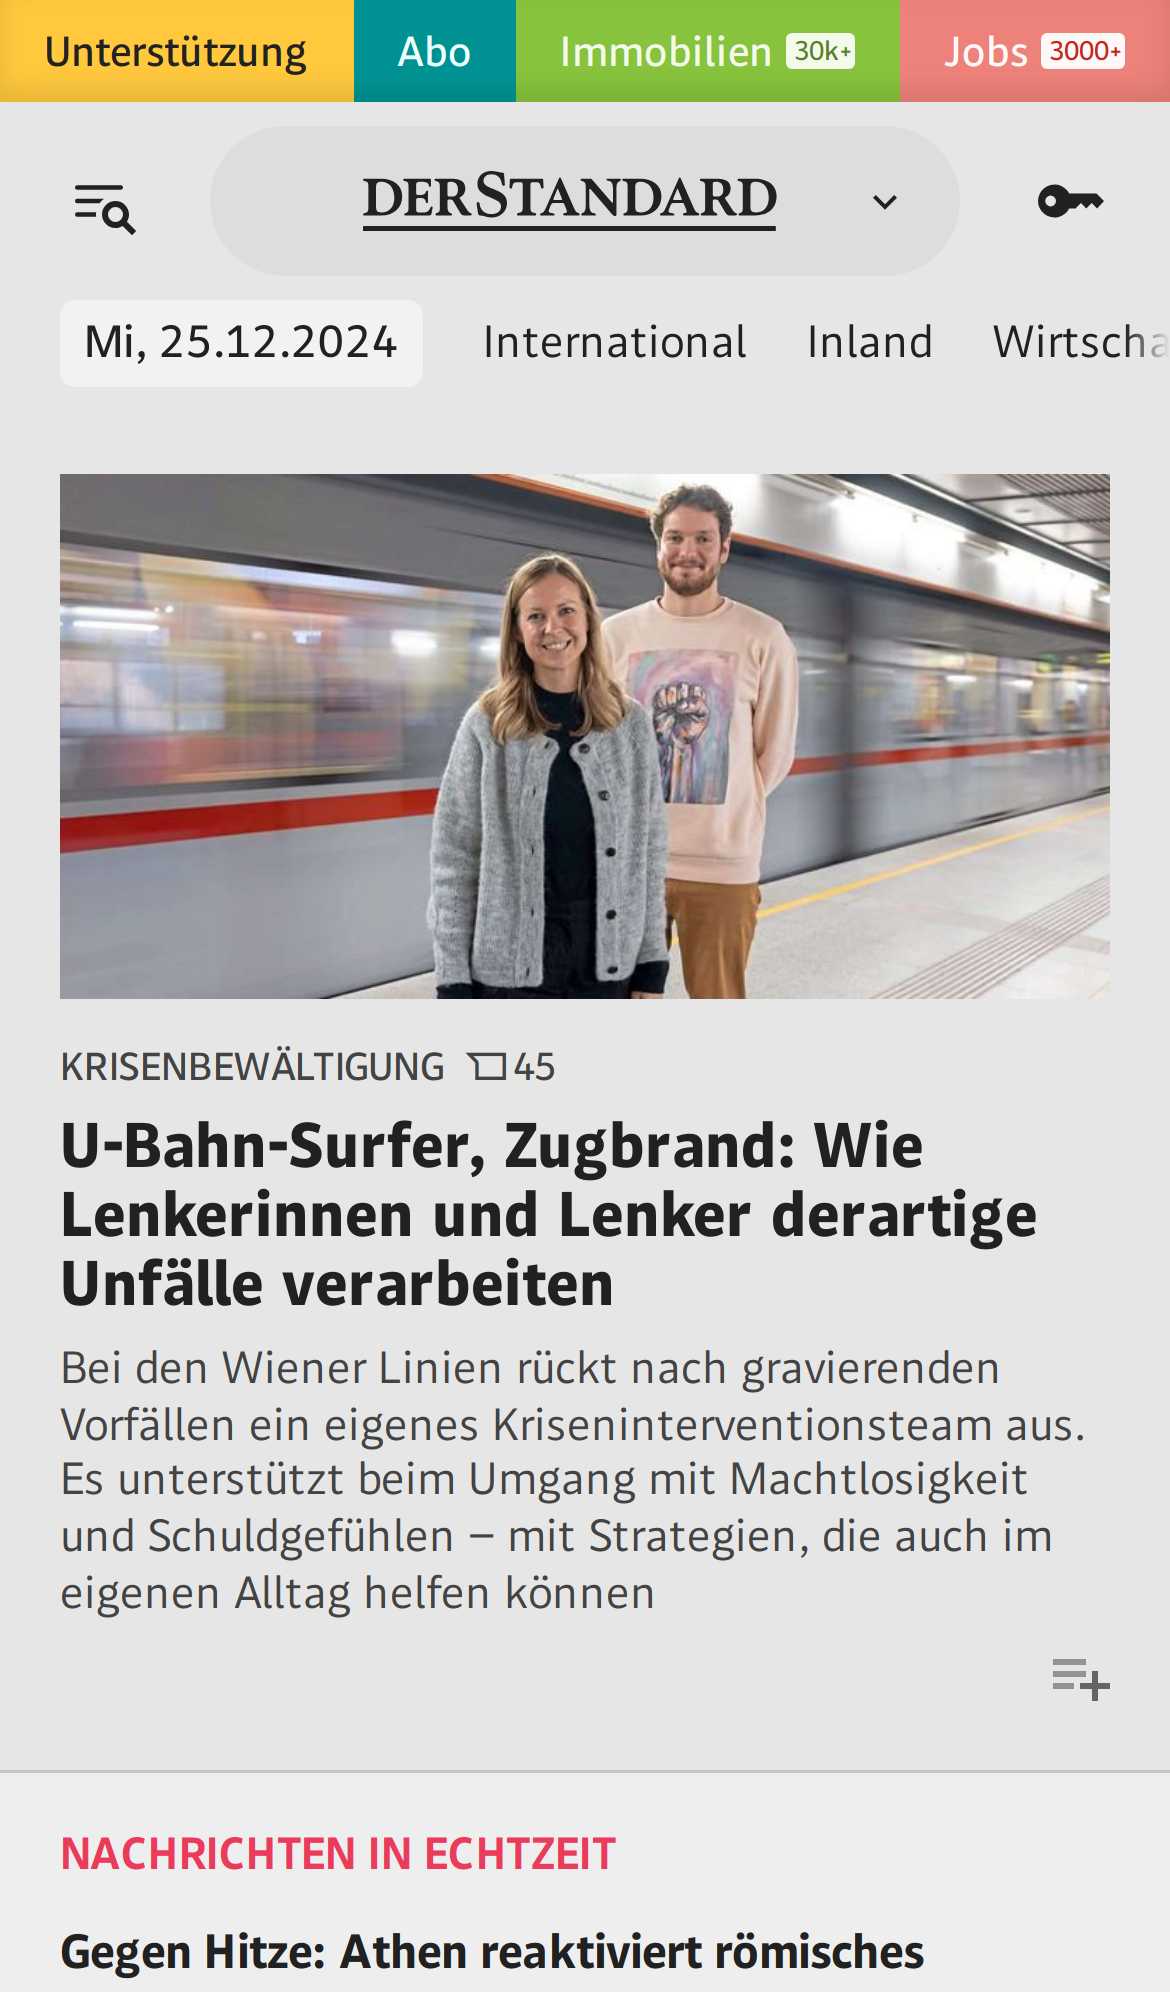 Unterstützung
Abo
Immobilien 30k+
Jobs 3000+
DERSTANDARD
Mi, 25.12.2024
International
Inland
Wirtscha
KRISENBEWÄLTIGUNG 45
U-Bahn-Surfer, Zugbrand: Wie
Lenkerinnen und Lenker derartige
Unfälle verarbeiten
Bei den Wiener Linien rückt nach gravierenden
Vorfällen ein eigenes Kriseninterventionsteam aus.
Es unterstützt beim Umgang mit Machtlosigkeit
und Schuldgefühlen – mit Strategien, die auch im
eigenen Alltag helfen können
NACHRICHTEN IN ECHTZEIT
Gegen Hitze: Athen reaktiviert römisches